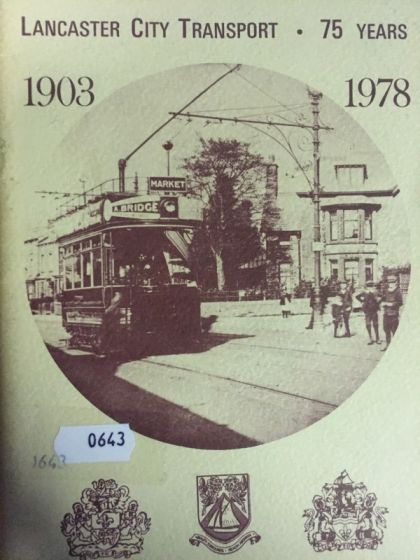 LANCASTER CITY TRANSPORT • 75 YEARS
1903 1978
MARKET
& BRIDGE
0643
1643